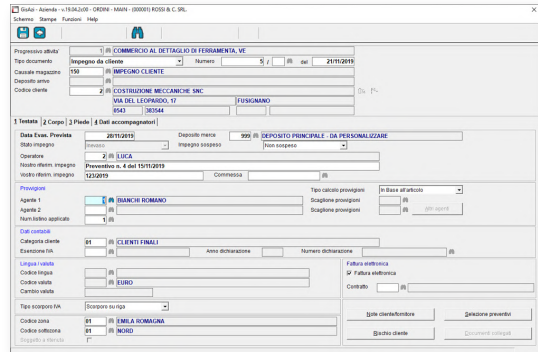 GisAzi - Azienda - v.19.04.2c00 - ORDINI - MAIN - (000001) ROSSI & C. SRL.
Schermo Stampe Funzioni Help
Progressivo attivita' 1 COMMERCIO AL DETTAGLIO DI FERRAMENTA, VE
Tipo documento Impegno da cliente Numero 5 / del 21/11/2019
Causale magazzino 150 IMPEGNO CLIENTE
Deposito arrivo
Codice cliente 2 COSTRUZIONE MECCANICHE SNC
VIA DEL LEOPARDO, 17 FUSIGNANO
0543 383544
1 Testata 2 Corpo 3 Piede 4 Dati accompagnatori
Data Evas. Prevista 28/11/2019 Deposito merce 999 DEPOSITO PRINCIPALE - DA PERSONALIZZARE
Stato impegno Inevaso Impegno sospeso Non sospeso
Operatore 2 LUCA
Nostro riferim. impegno Preventivo n. 4 del 15/11/2019
Vostro riferim. impegno 123/2019 Commessa
Provvigioni Tipo calcolo provvigioni In Base all'articolo
Agente 1 1 BIANCHI ROMANO Scaglione provvigioni
Agente 2 Scaglione provvigioni Altri agenti
Num.listino applicato 1
Dati contabili
Categoria cliente 01 CLIENTI FINALI
Esenzione IVA Anno dichiarazione Numero dichiarazione
Lingua / valuta Fattura elettronica
Codice lingua Fattura elettronica
Codice valuta EURO
Cambio valuta Contratto
Tipo scorporo IVA Scorporo su riga
Note cliente/fornitore Selezione preventivi
Codice zona 01 EMILA ROMAGNA
Codice sottozona 01 NORD Rischio cliente Documenti collegati
Soggetto a ritenuta